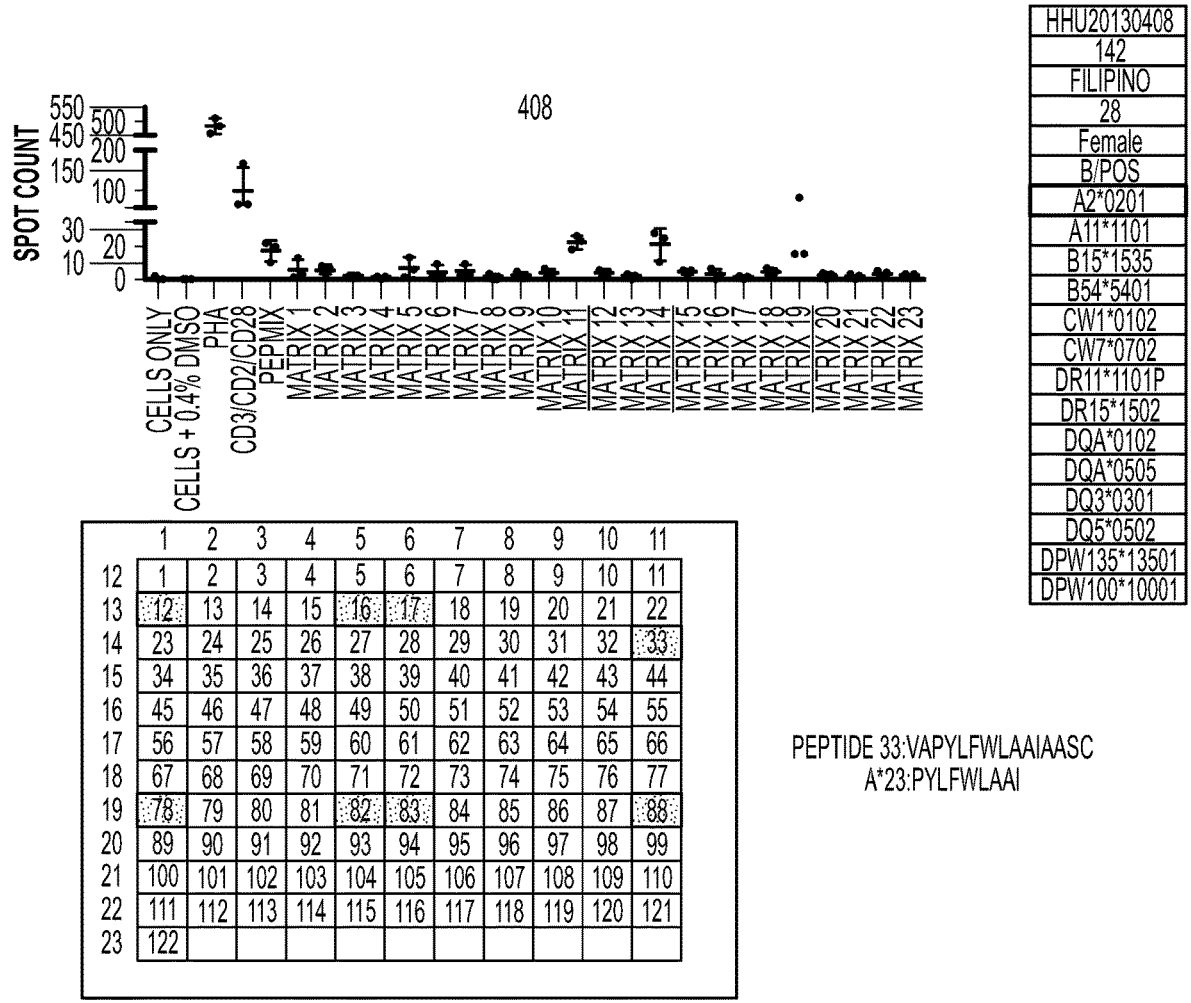 HHU20130408
142
FILIPINO
28
Female
B/POS
A2*0201
A11*1101
B15*1535
B54*5401
CW1*0102
CW7*0702
DR11*1101P
DR15*1502
DQA*0102
DQA*0505
DQ3*0301
DQ5*0502
DPW135*13501
DPW100*10001
408
SPOT COUNT
550
500
450
200
150
100
30
20
10
0
CELLS ONLY
CELLS + 0.4% DMSO
PHA
CD3/CD2/CD28
PEPMIX
MATRIX 1
MATRIX 2
MATRIX 3
MATRIX 4
MATRIX 5
MATRIX 6
MATRIX 7
MATRIX 8
MATRIX 9
MATRIX 10
MATRIX 11
MATRIX 12
MATRIX 13
MATRIX 14
MATRIX 15
MATRIX 16
MATRIX 17
MATRIX 18
MATRIX 19
MATRIX 20
MATRIX 21
MATRIX 22
MATRIX 23
1 2 3 4 5 6 7 8 9 10 11
12 1 2 3 4 5 6 7 8 9 10 11
13 12 13 14 15 16 17 18 19 20 21 22
14 23 24 25 26 27 28 29 30 31 32 33
15 34 35 36 37 38 39 40 41 42 43 44
16 45 46 47 48 49 50 51 52 53 54 55
17 56 57 58 59 60 61 62 63 64 65 66
18 67 68 69 70 71 72 73 74 75 76 77
19 78 79 80 81 82 83 84 85 86 87 88
20 89 90 91 92 93 94 95 96 97 98 99
21 100 101 102 103 104 105 106 107 108 109 110
22 111 112 113 114 115 116 117 118 119 120 121
23 122
PEPTIDE 33:VAPYLFWLAAIAASC
A*23:PYLFWLAAI